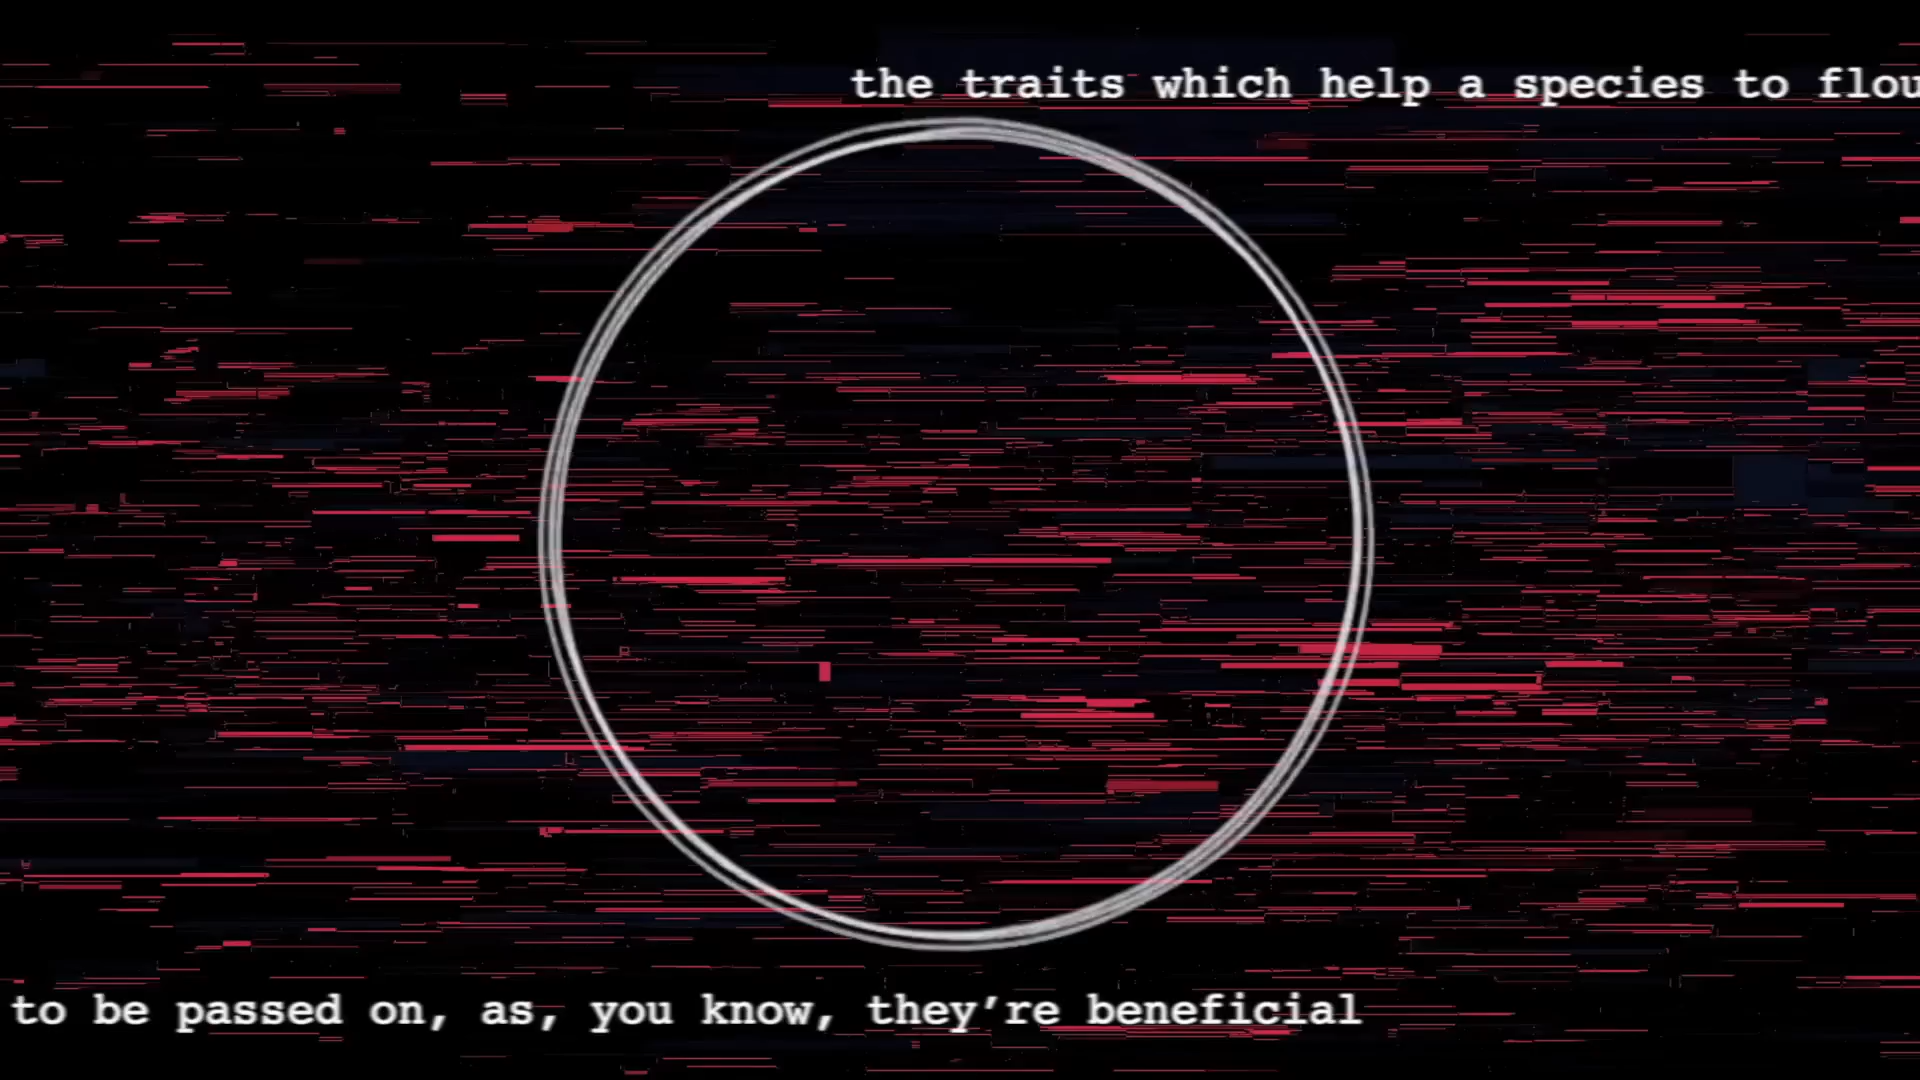 the traits which help a species to flou
to be passed on, as, you know, they’re beneficial